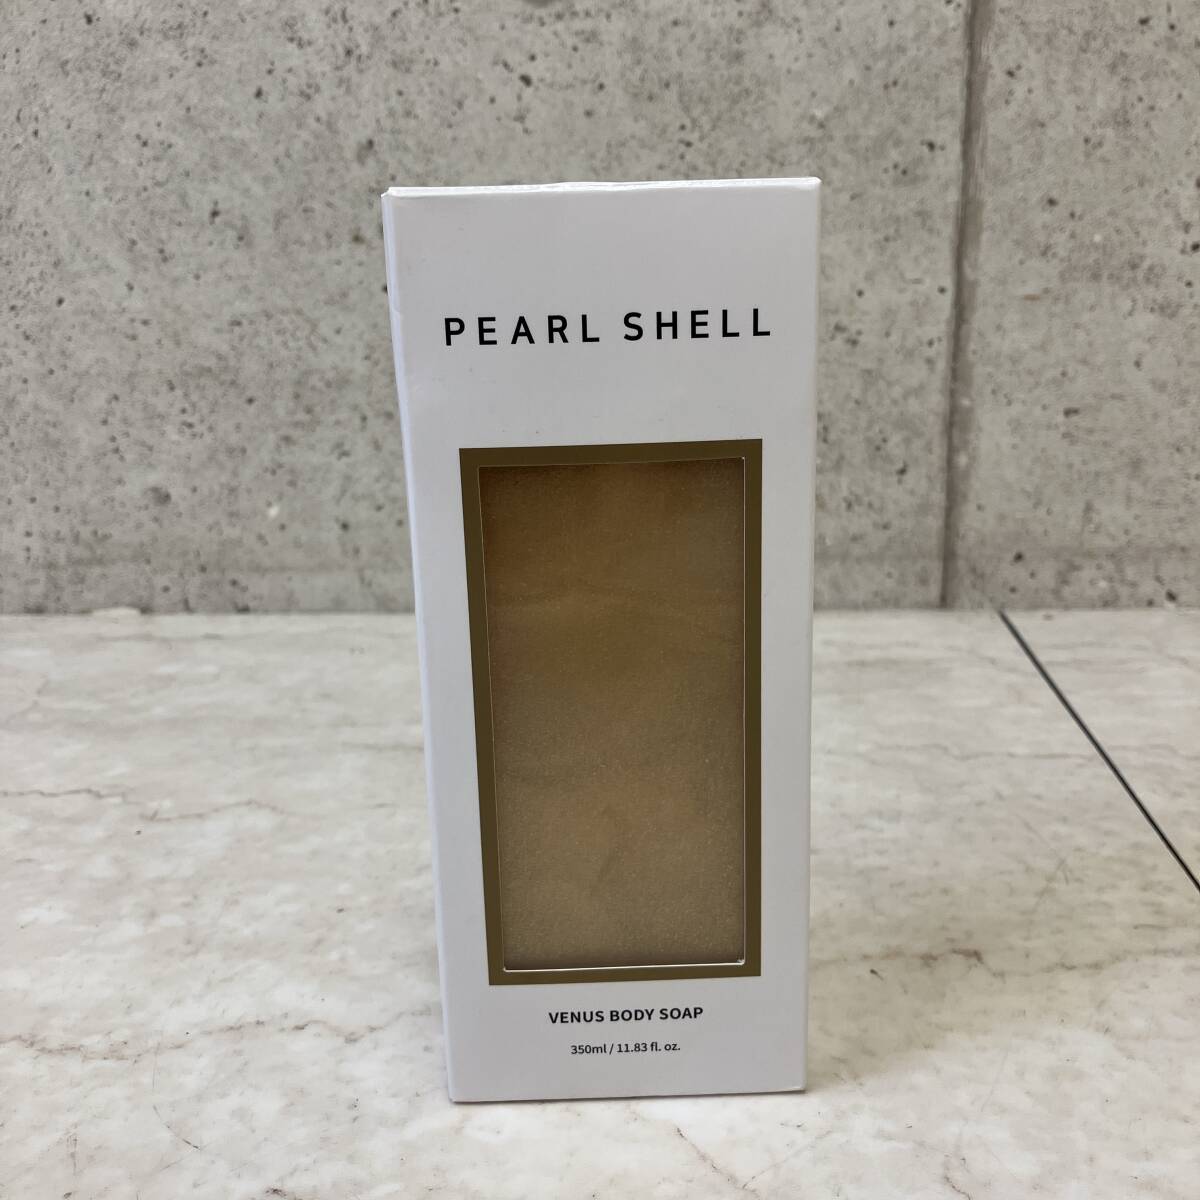 PEARL SHELL
VENUS BODY SOAP
350ml / 11.83 fl. oz.